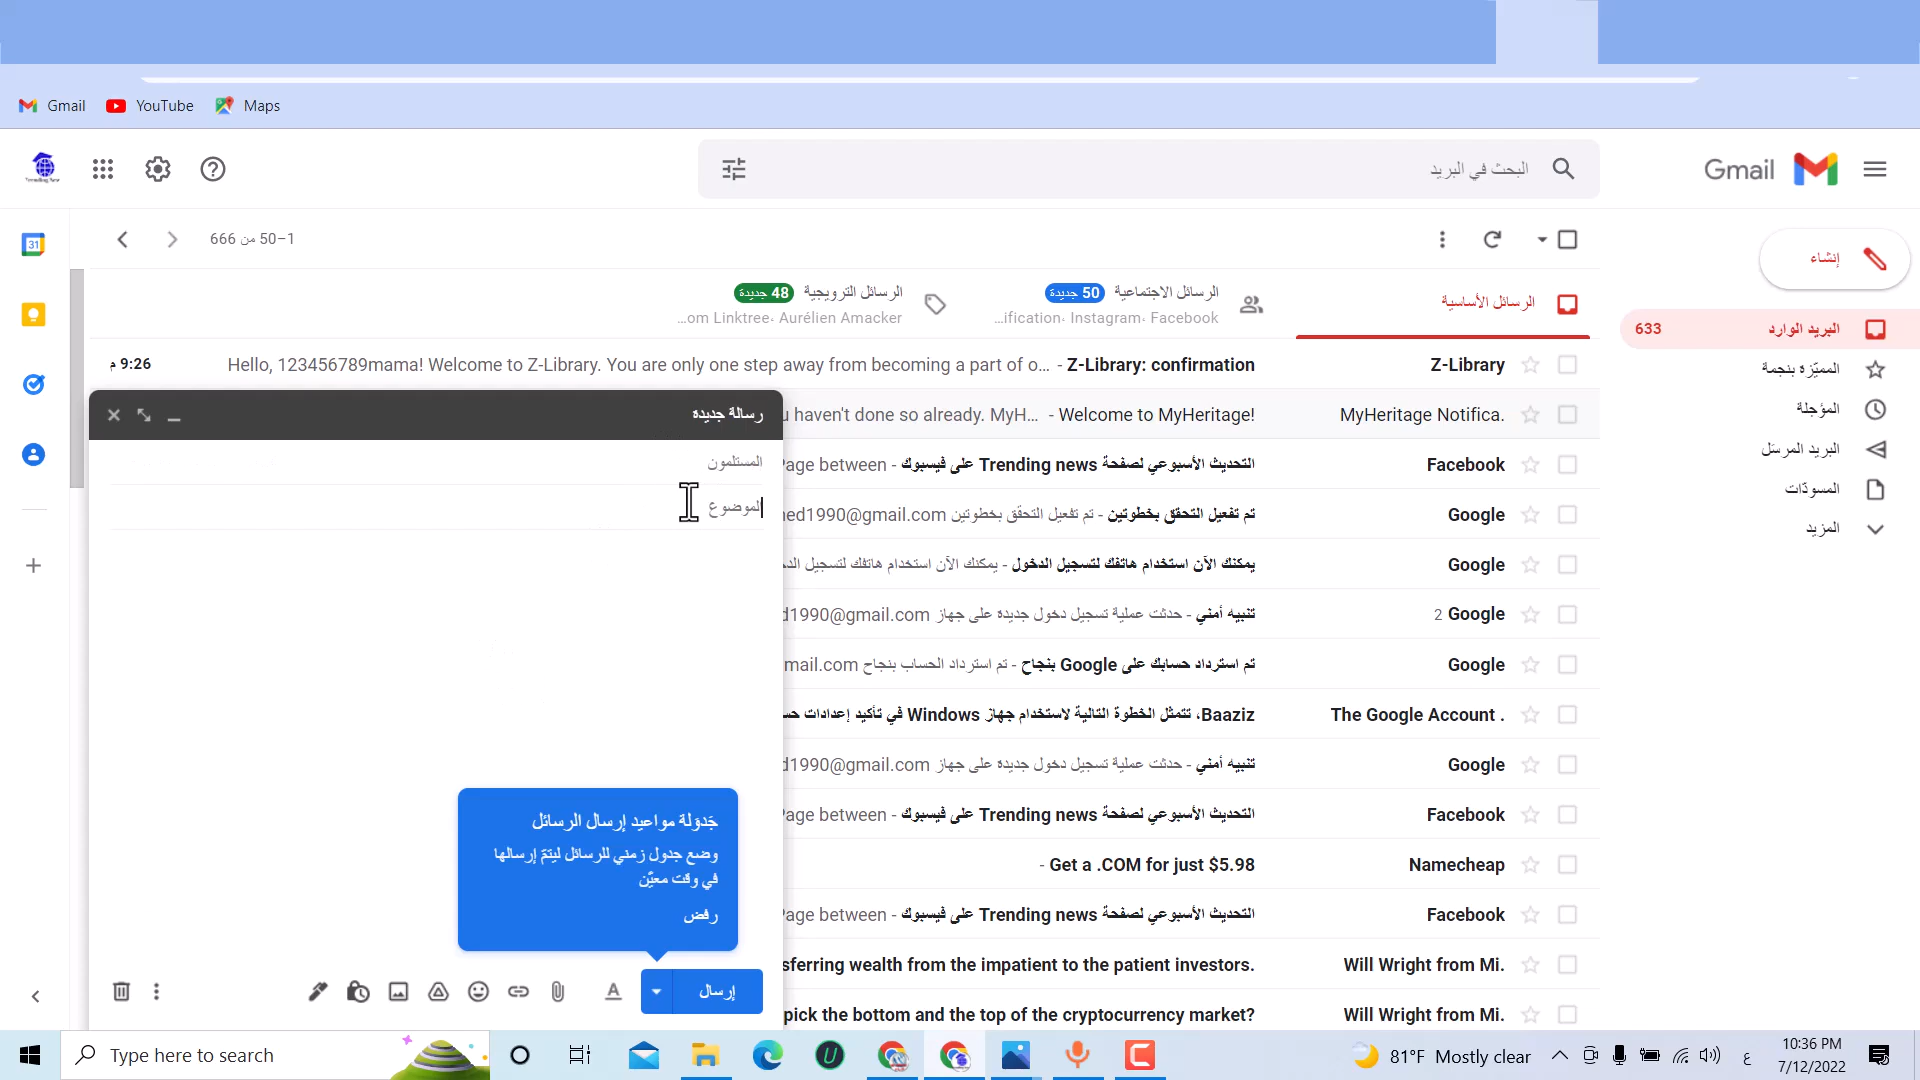 Gmail
YouTube
Maps
Gmail
البحث في البريد
1–50 من 666
إنشاء
الرسائل الأساسية
الرسائل الاجتماعية 50 جديدة
...ification، Instagram، Facebook
الرسائل الترويجية 48 جديدة
...om Linktree، Aurélien Amacker
البريد الوارد 633
المميّزة بنجمة
المؤجلة
البريد المرسَل
المسودّات
المزيد
Z-Library
Z-Library: confirmation - Hello, 123456789mama! Welcome to Z-Library. You are only one step away from becoming a part of o...
9:26 م
MyHeritage Notifica.
Welcome to MyHeritage! - u haven't done so already. MyH...
Facebook
التحديث الأسبوعي لصفحة Trending news على فيسبوك - Page between
Google
تم تفعيل التحقّق بخطوتين - تم تفعيل التحقّق بخطوتين ned1990@gmail.com
Google
يمكنك الآن استخدام هاتفك لتسجيل الدخول - يمكنك الآن استخدام هاتفك لتسجيل الدخ
Google 2
تنبيه أمني - حدثت عملية تسجيل دخول جديدة على جهاز d1990@gmail.com
Google
تم استرداد حسابك على Google بنجاح - تم استرداد الحساب بنجاح mail.com
The Google Account .
Baaziz، تتمثل الخطوة التالية لاستخدام جهاز Windows في تأكيد إعدادات حس
Google
تنبيه أمني - حدثت عملية تسجيل دخول جديدة على جهاز d1990@gmail.com
Facebook
التحديث الأسبوعي لصفحة Trending news على فيسبوك - Page between
Namecheap
Get a .COM for just $5.98 -
Facebook
التحديث الأسبوعي لصفحة Trending news على فيسبوك - Page between
Will Wright from Mi.
sferring wealth from the impatient to the patient investors.
Will Wright from Mi.
pick the bottom and the top of the cryptocurrency market?
رسالة جديدة
المستلمون
الموضوع
جَدوَلة مواعيد إرسال الرسائل
وضع جدول زمني للرسائل ليتمّ إرسالها
في وقت معيّن
رفض
إرسال
31
Type here to search
81°F Mostly clear
ع
10:36 PM
7/12/2022